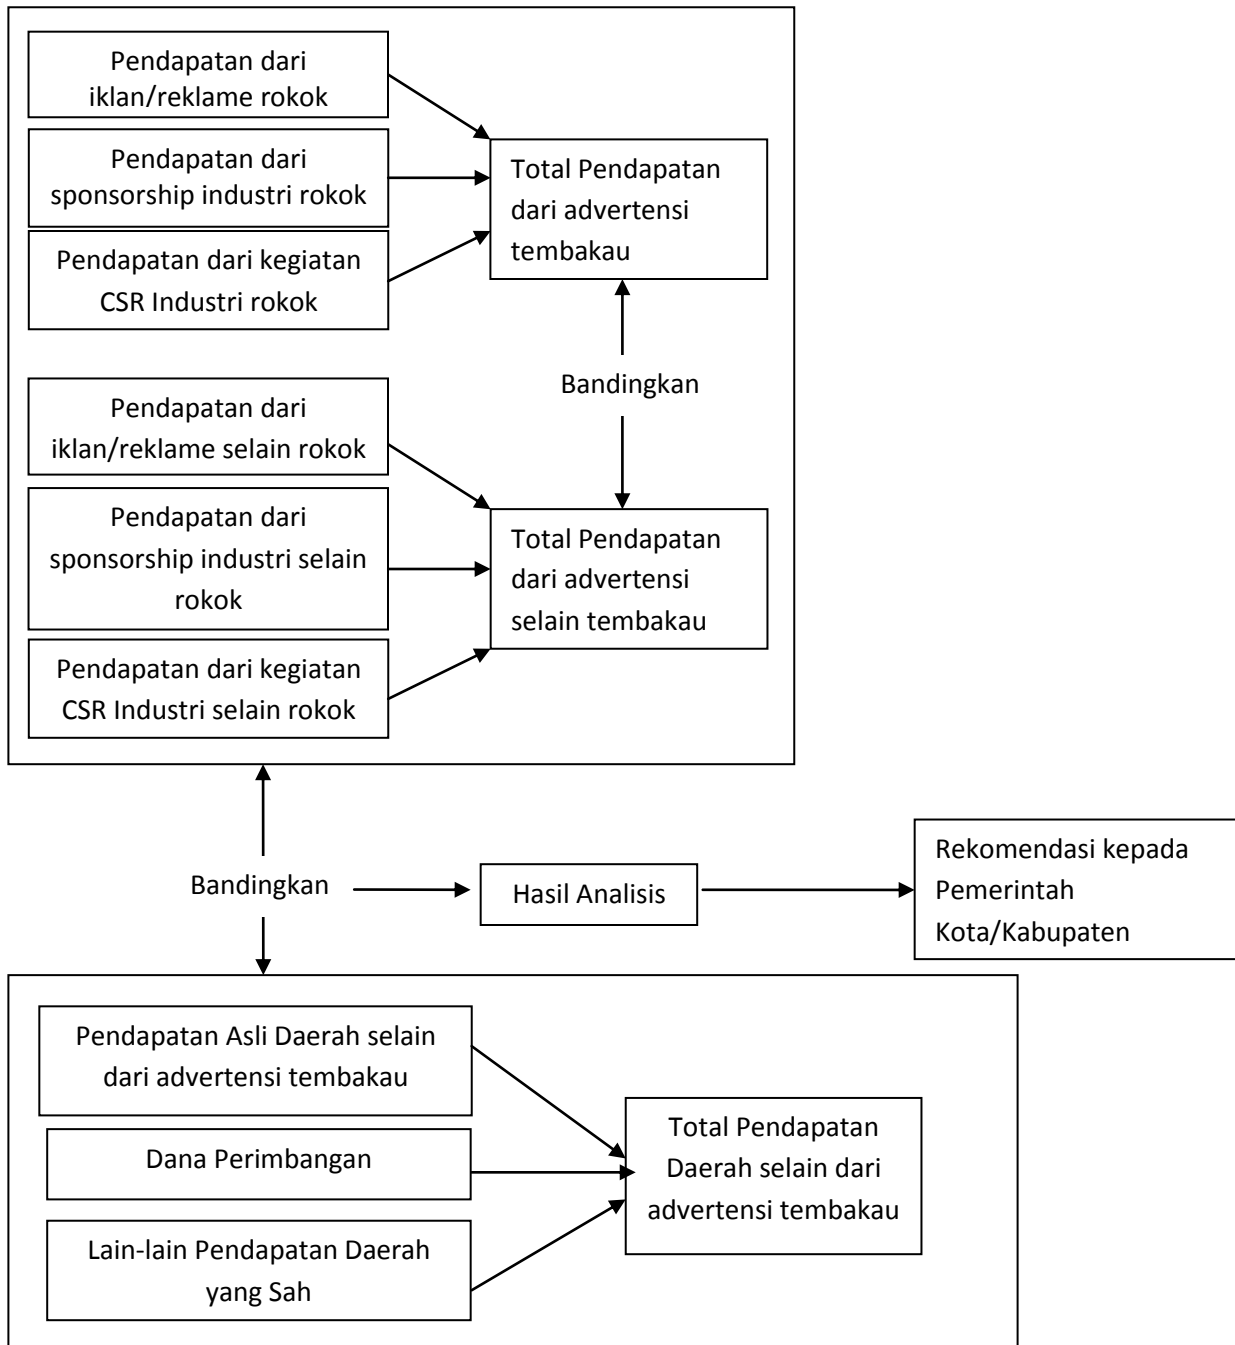 Pendapatan dari
iklan/reklame rokok
Pendapatan dari
sponsorship industri rokok
Pendapatan dari kegiatan
CSR Industri rokok
Total Pendapatan
dari advertensi
tembakau
Bandingkan
Pendapatan dari
iklan/reklame selain rokok
Pendapatan dari
sponsorship industri selain
rokok
Pendapatan dari kegiatan
CSR Industri selain rokok
Total Pendapatan
dari advertensi
selain tembakau
Bandingkan
Hasil Analisis
Rekomendasi kepada
Pemerintah
Kota/Kabupaten
Pendapatan Asli Daerah selain
dari advertensi tembakau
Dana Perimbangan
Lain-lain Pendapatan Daerah
yang Sah
Total Pendapatan
Daerah selain dari
advertensi tembakau